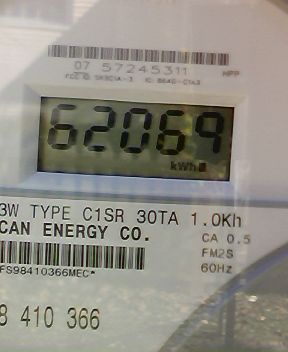 07 57245311 MPP
62069
kWh
3W TYPE C1SR 30TA 1.0Kh
CAN ENERGY CO.
CA 0.5
FM2S
60Hz
FS98410366MEC*
8 410 366